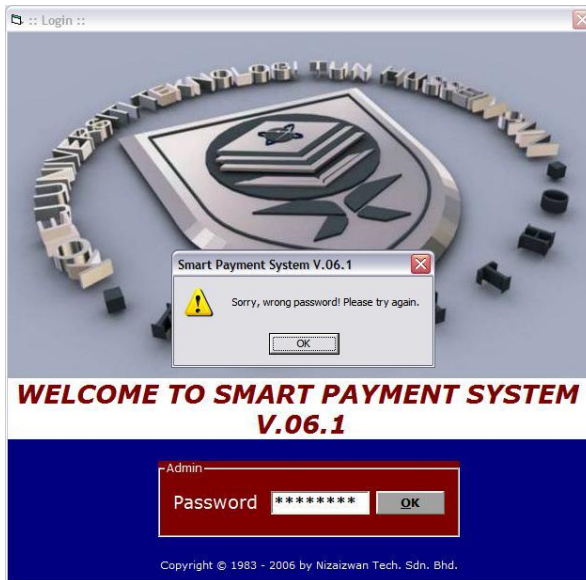 :: Login ::
Smart Payment System V.06.1
Sorry, wrong password! Please try again.
OK
WELCOME TO SMART PAYMENT SYSTEM
V.06.1
Admin
Password ******** OK
Copyright © 1983 - 2006 by Nizaizwan Tech. Sdn. Bhd.